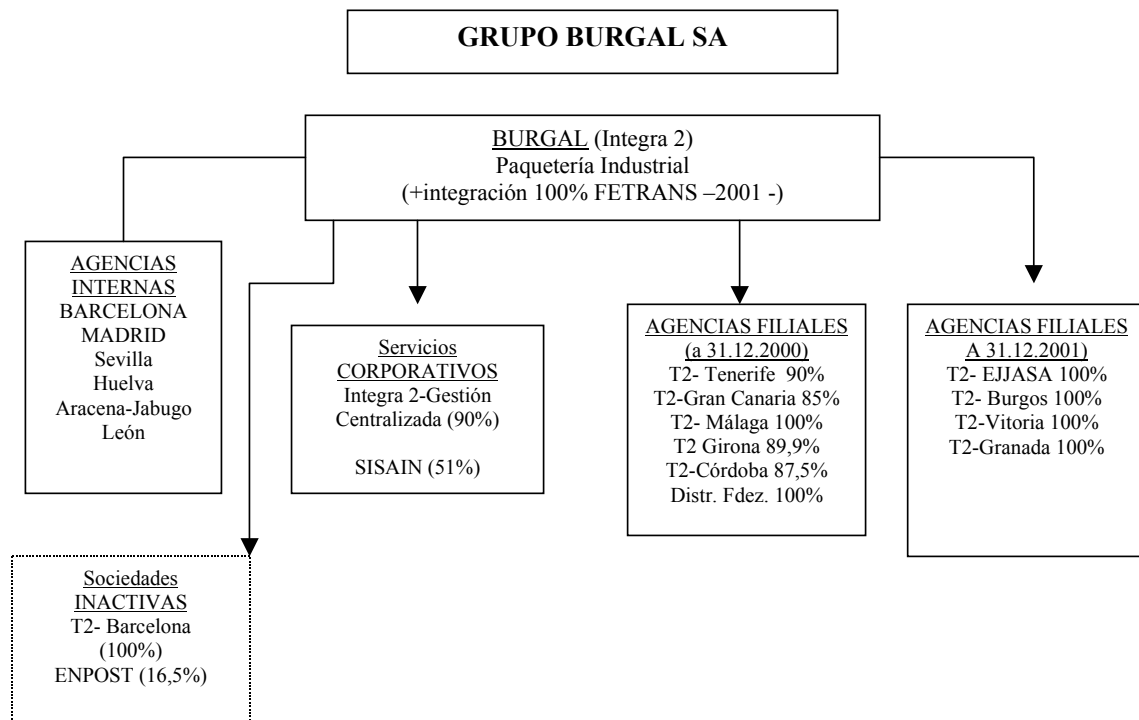 GRUPO BURGAL SA
BURGAL (Integra 2)
Paquetería Industrial
(+integración 100% FETRANS –2001 -)
AGENCIAS
INTERNAS
BARCELONA
MADRID
Sevilla
Huelva
Aracena-Jabugo
León
Servicios
CORPORATIVOS
Integra 2-Gestión
Centralizada (90%)
SISAIN (51%)
AGENCIAS FILIALES
(a 31.12.2000)
T2- Tenerife 90%
T2-Gran Canaria 85%
T2- Málaga 100%
T2 Girona 89,9%
T2-Córdoba 87,5%
Distr. Fdez. 100%
AGENCIAS FILIALES
A 31.12.2001)
T2- EJJASA 100%
T2- Burgos 100%
T2-Vitoria 100%
T2-Granada 100%
Sociedades
INACTIVAS
T2- Barcelona
(100%)
ENPOST (16,5%)